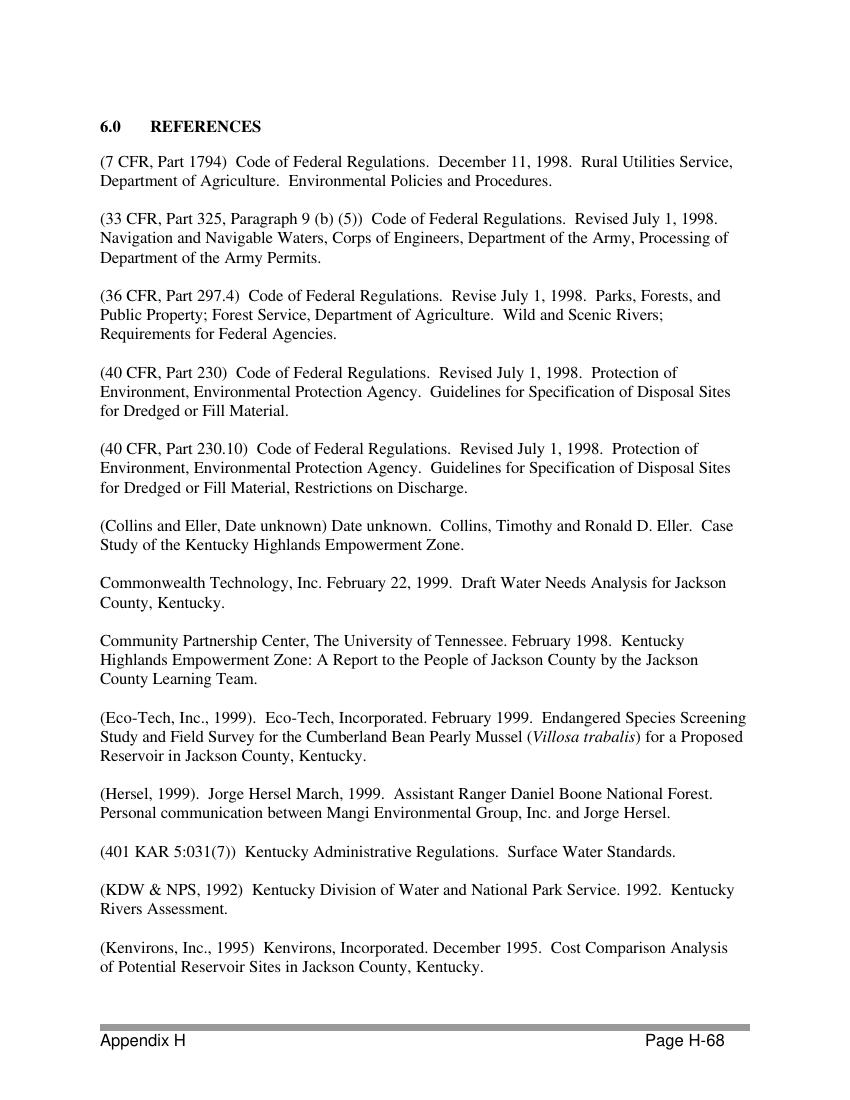 6.0 REFERENCES
(7 CFR, Part 1794)  Code of Federal Regulations.  December 11, 1998.  Rural Utilities Service,
Department of Agriculture.  Environmental Policies and Procedures.
(33 CFR, Part 325, Paragraph 9 (b) (5))  Code of Federal Regulations.  Revised July 1, 1998.
Navigation and Navigable Waters, Corps of Engineers, Department of the Army, Processing of
Department of the Army Permits.
(36 CFR, Part 297.4)  Code of Federal Regulations.  Revise July 1, 1998.  Parks, Forests, and
Public Property; Forest Service, Department of Agriculture.  Wild and Scenic Rivers;
Requirements for Federal Agencies.
(40 CFR, Part 230)  Code of Federal Regulations.  Revised July 1, 1998.  Protection of
Environment, Environmental Protection Agency.  Guidelines for Specification of Disposal Sites
for Dredged or Fill Material.
(40 CFR, Part 230.10)  Code of Federal Regulations.  Revised July 1, 1998.  Protection of
Environment, Environmental Protection Agency.  Guidelines for Specification of Disposal Sites
for Dredged or Fill Material, Restrictions on Discharge.
(Collins and Eller, Date unknown) Date unknown.  Collins, Timothy and Ronald D. Eller.  Case
Study of the Kentucky Highlands Empowerment Zone.
Commonwealth Technology, Inc. February 22, 1999.  Draft Water Needs Analysis for Jackson
County, Kentucky.
Community Partnership Center, The University of Tennessee. February 1998.  Kentucky
Highlands Empowerment Zone: A Report to the People of Jackson County by the Jackson
County Learning Team.
(Eco-Tech, Inc., 1999).  Eco-Tech, Incorporated. February 1999.  Endangered Species Screening
Study and Field Survey for the Cumberland Bean Pearly Mussel (Villosa trabalis) for a Proposed
Reservoir in Jackson County, Kentucky.
(Hersel, 1999).  Jorge Hersel March, 1999.  Assistant Ranger Daniel Boone National Forest.
Personal communication between Mangi Environmental Group, Inc. and Jorge Hersel.
(401 KAR 5:031(7))  Kentucky Administrative Regulations.  Surface Water Standards.
(KDW & NPS, 1992)  Kentucky Division of Water and National Park Service. 1992.  Kentucky
Rivers Assessment.
(Kenvirons, Inc., 1995)  Kenvirons, Incorporated. December 1995.  Cost Comparison Analysis
of Potential Reservoir Sites in Jackson County, Kentucky.
Appendix H Page H-68